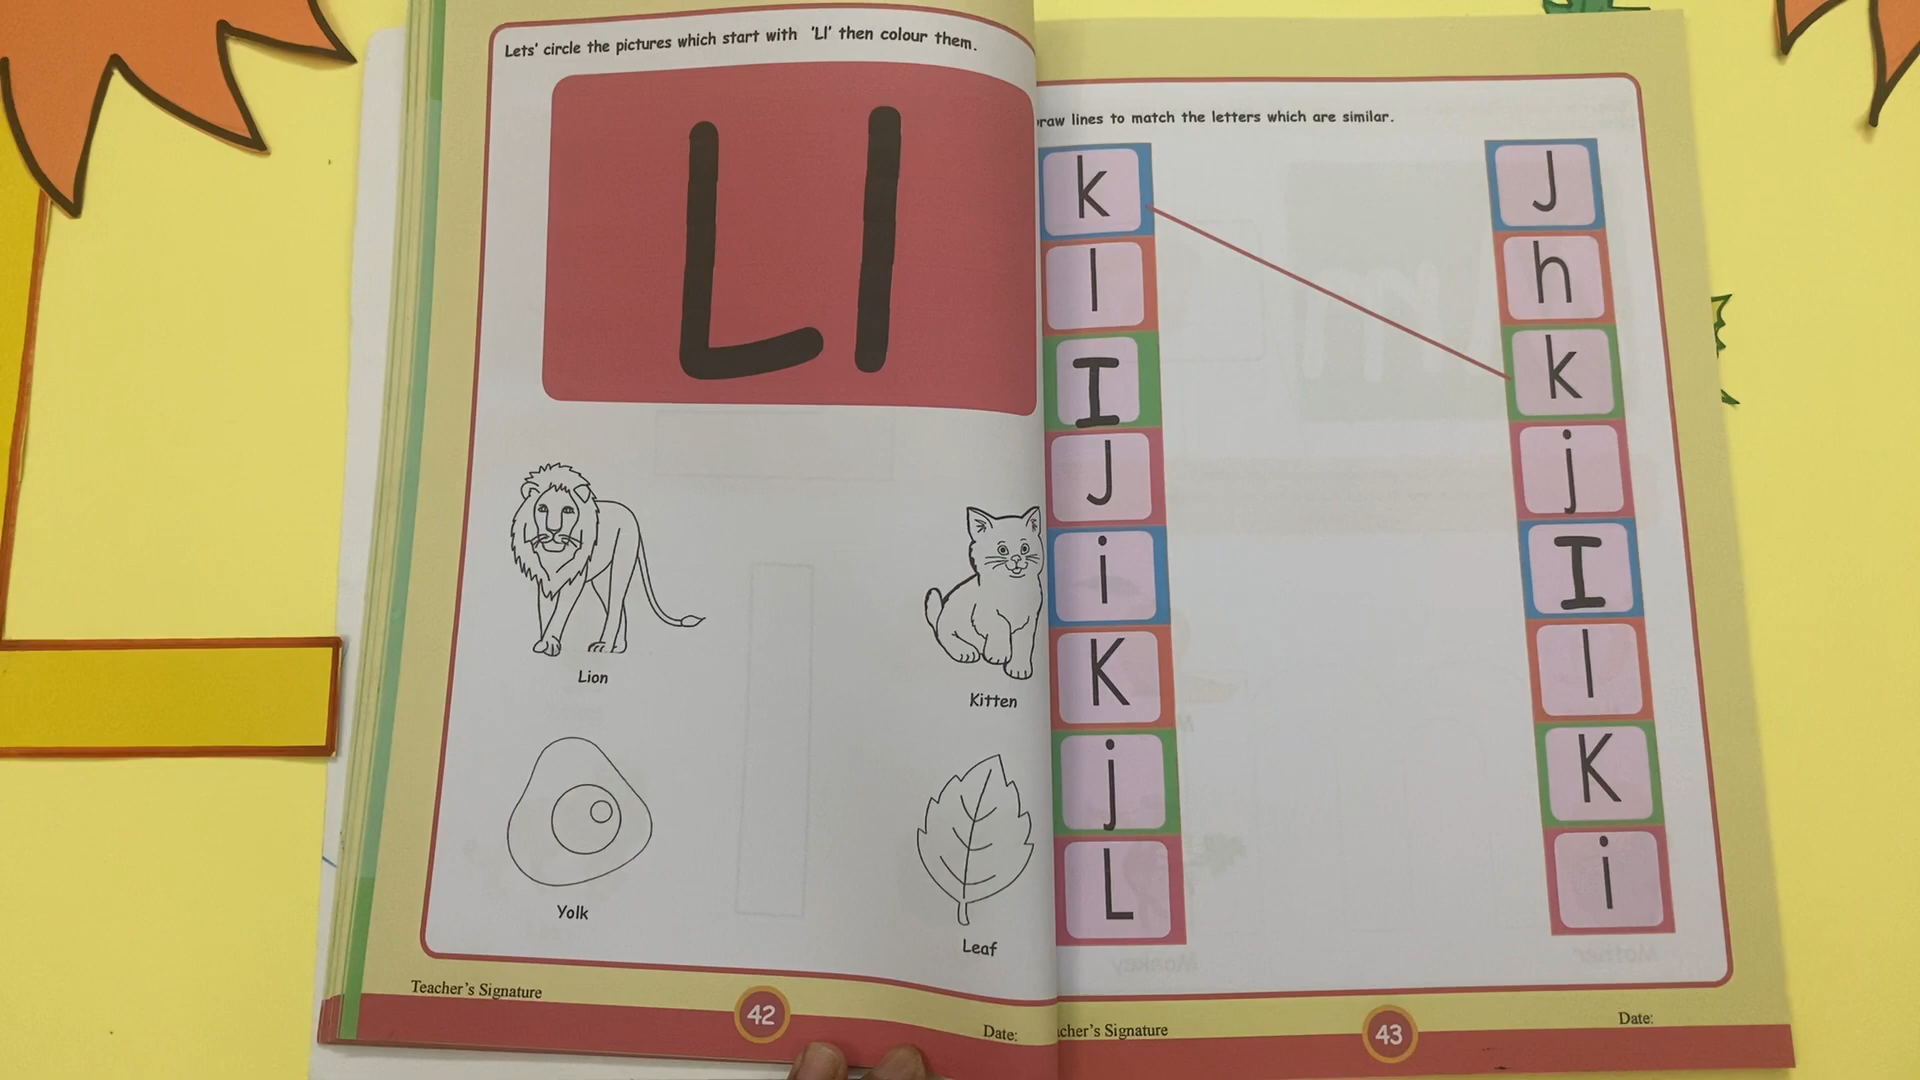 Lets' circle the pictures which start with 'Ll' then colour them.
Ll
Lion
Kitten
Yolk
Leaf
Teacher's Signature
42
Date:
raw lines to match the letters which are similar.
k
l
I
J
i
K
j
L
J
h
k
j
I
l
K
i
cher's Signature
43
Date: